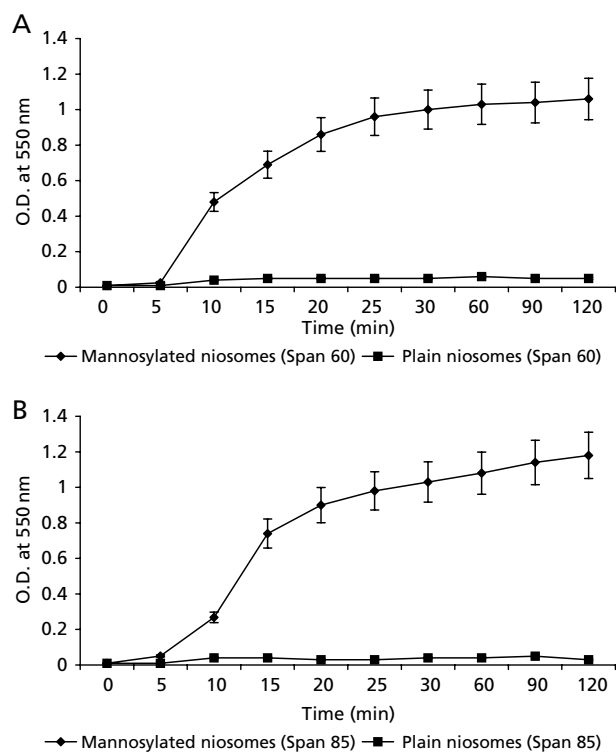 A
1.4
1.2
1
0.8
0.6
0.4
0.2
0
O.D. at 550 nm
0 5 10 15 20 25 30 60 90 120
Time (min)
Mannosylated niosomes (Span 60) Plain niosomes (Span 60)
B
1.4
1.2
1
0.8
0.6
0.4
0.2
0
O.D. at 550 nm
0 5 10 15 20 25 30 60 90 120
Time (min)
Mannosylated niosomes (Span 85) Plain niosomes (Span 85)